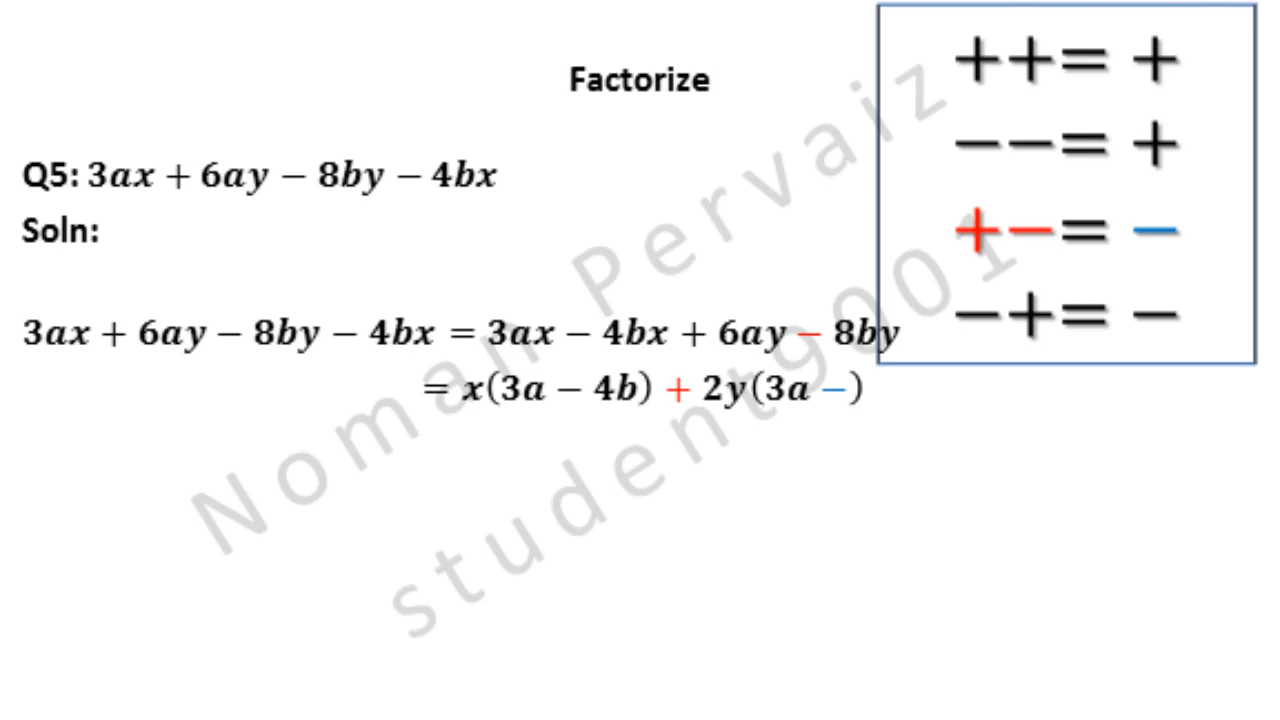 Factorize
Q5: 3ax + 6ay − 8by − 4bx
Soln:
3ax + 6ay − 8by − 4bx = 3ax − 4bx + 6ay − 8by
= x(3a − 4b) + 2y(3a −)
++= +
−−= +
+−= −
−+= −
Noman Pervaiz
student9001